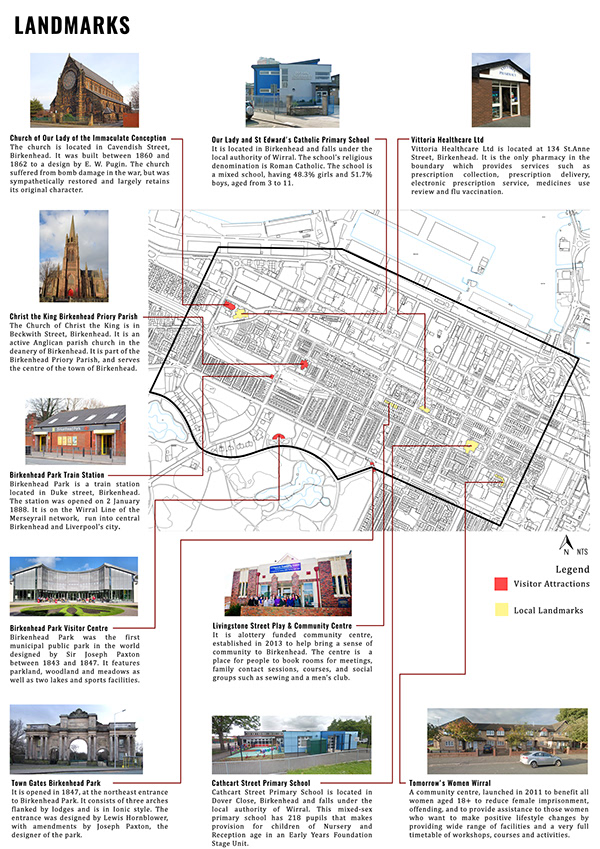 LANDMARKS
Church of Our Lady of the Immaculate Conception
The church is located in Cavendish Street,
Birkenhead. It was built between 1860 and
1862 to a design by E. W. Pugin. The church
suffered from bomb damage in the war, but was
sympathetically restored and largely retains
its original character.
Our Lady and St Edward's Catholic Primary School
It is located in Birkenhead and falls under the
local authority of Wirral. The school's religious
denomination is Roman Catholic. The school is
a mixed school, having 48.3% girls and 51.7%
boys, aged from 3 to 11.
Vittoria Healthcare Ltd
Vittoria Healthcare Ltd is located at 134 St.Anne
Street, Birkenhead. It is the only pharmacy in the
boundary which provides services such as
prescription collection, prescription delivery,
electronic prescription service, medicines use
review and flu vaccination.
Christ the King Birkenhead Priory Parish
The Church of Christ the King is in
Beckwith Street, Birkenhead. It is an
active Anglican parish church in the
deanery of Birkenhead. It is part of the
Birkenhead Priory Parish, and serves
the centre of the town of Birkenhead.
Birkenhead Park Train Station
Birkenhead Park is a train station
located in Duke street, Birkenhead.
The station was opened on 2 January
1888. It is on the Wirral Line of the
Merseyrail network, run into central
Birkenhead and Liverpool's city.
N NTS
Legend
Visitor Attractions
Local Landmarks
Birkenhead Park Visitor Centre
Birkenhead Park was the first
municipal public park in the world
designed by Sir Joseph Paxton
between 1843 and 1847. It features
parkland, woodland and meadows as
well as two lakes and sports facilities.
Livingstone Street Play & Community Centre
It is alottery funded community centre,
established in 2013 to help bring a sense of
community to Birkenhead. The centre is a
place for people to book rooms for meetings,
family contact sessions, courses, and social
groups such as sewing and a men's club.
Town Gates Birkenhead Park
It is opened in 1847, at the northeast entrance
to Birkenhead Park. It consists of three arches
flanked by lodges and is in Ionic style. The
entrance was designed by Lewis Hornblower,
with amendments by Joseph Paxton, the
designer of the park.
Cathcart Street Primary School
Cathcart Street Primary School is located in
Dover Close, Birkenhead and falls under the
local authority of Wirral. This mixed-sex
primary school has 218 pupils that makes
provision for children of Nursery and
Reception age in an Early Years Foundation
Stage Unit.
Tomorrow's Women Wirral
A community centre, launched in 2011 to benefit all
women aged 18+ to reduce female imprisonment,
offending, and to provide assistance to those women
who want to make positive lifestyle changes by
providing wide range of facilities and a very full
timetable of workshops, courses and activities.